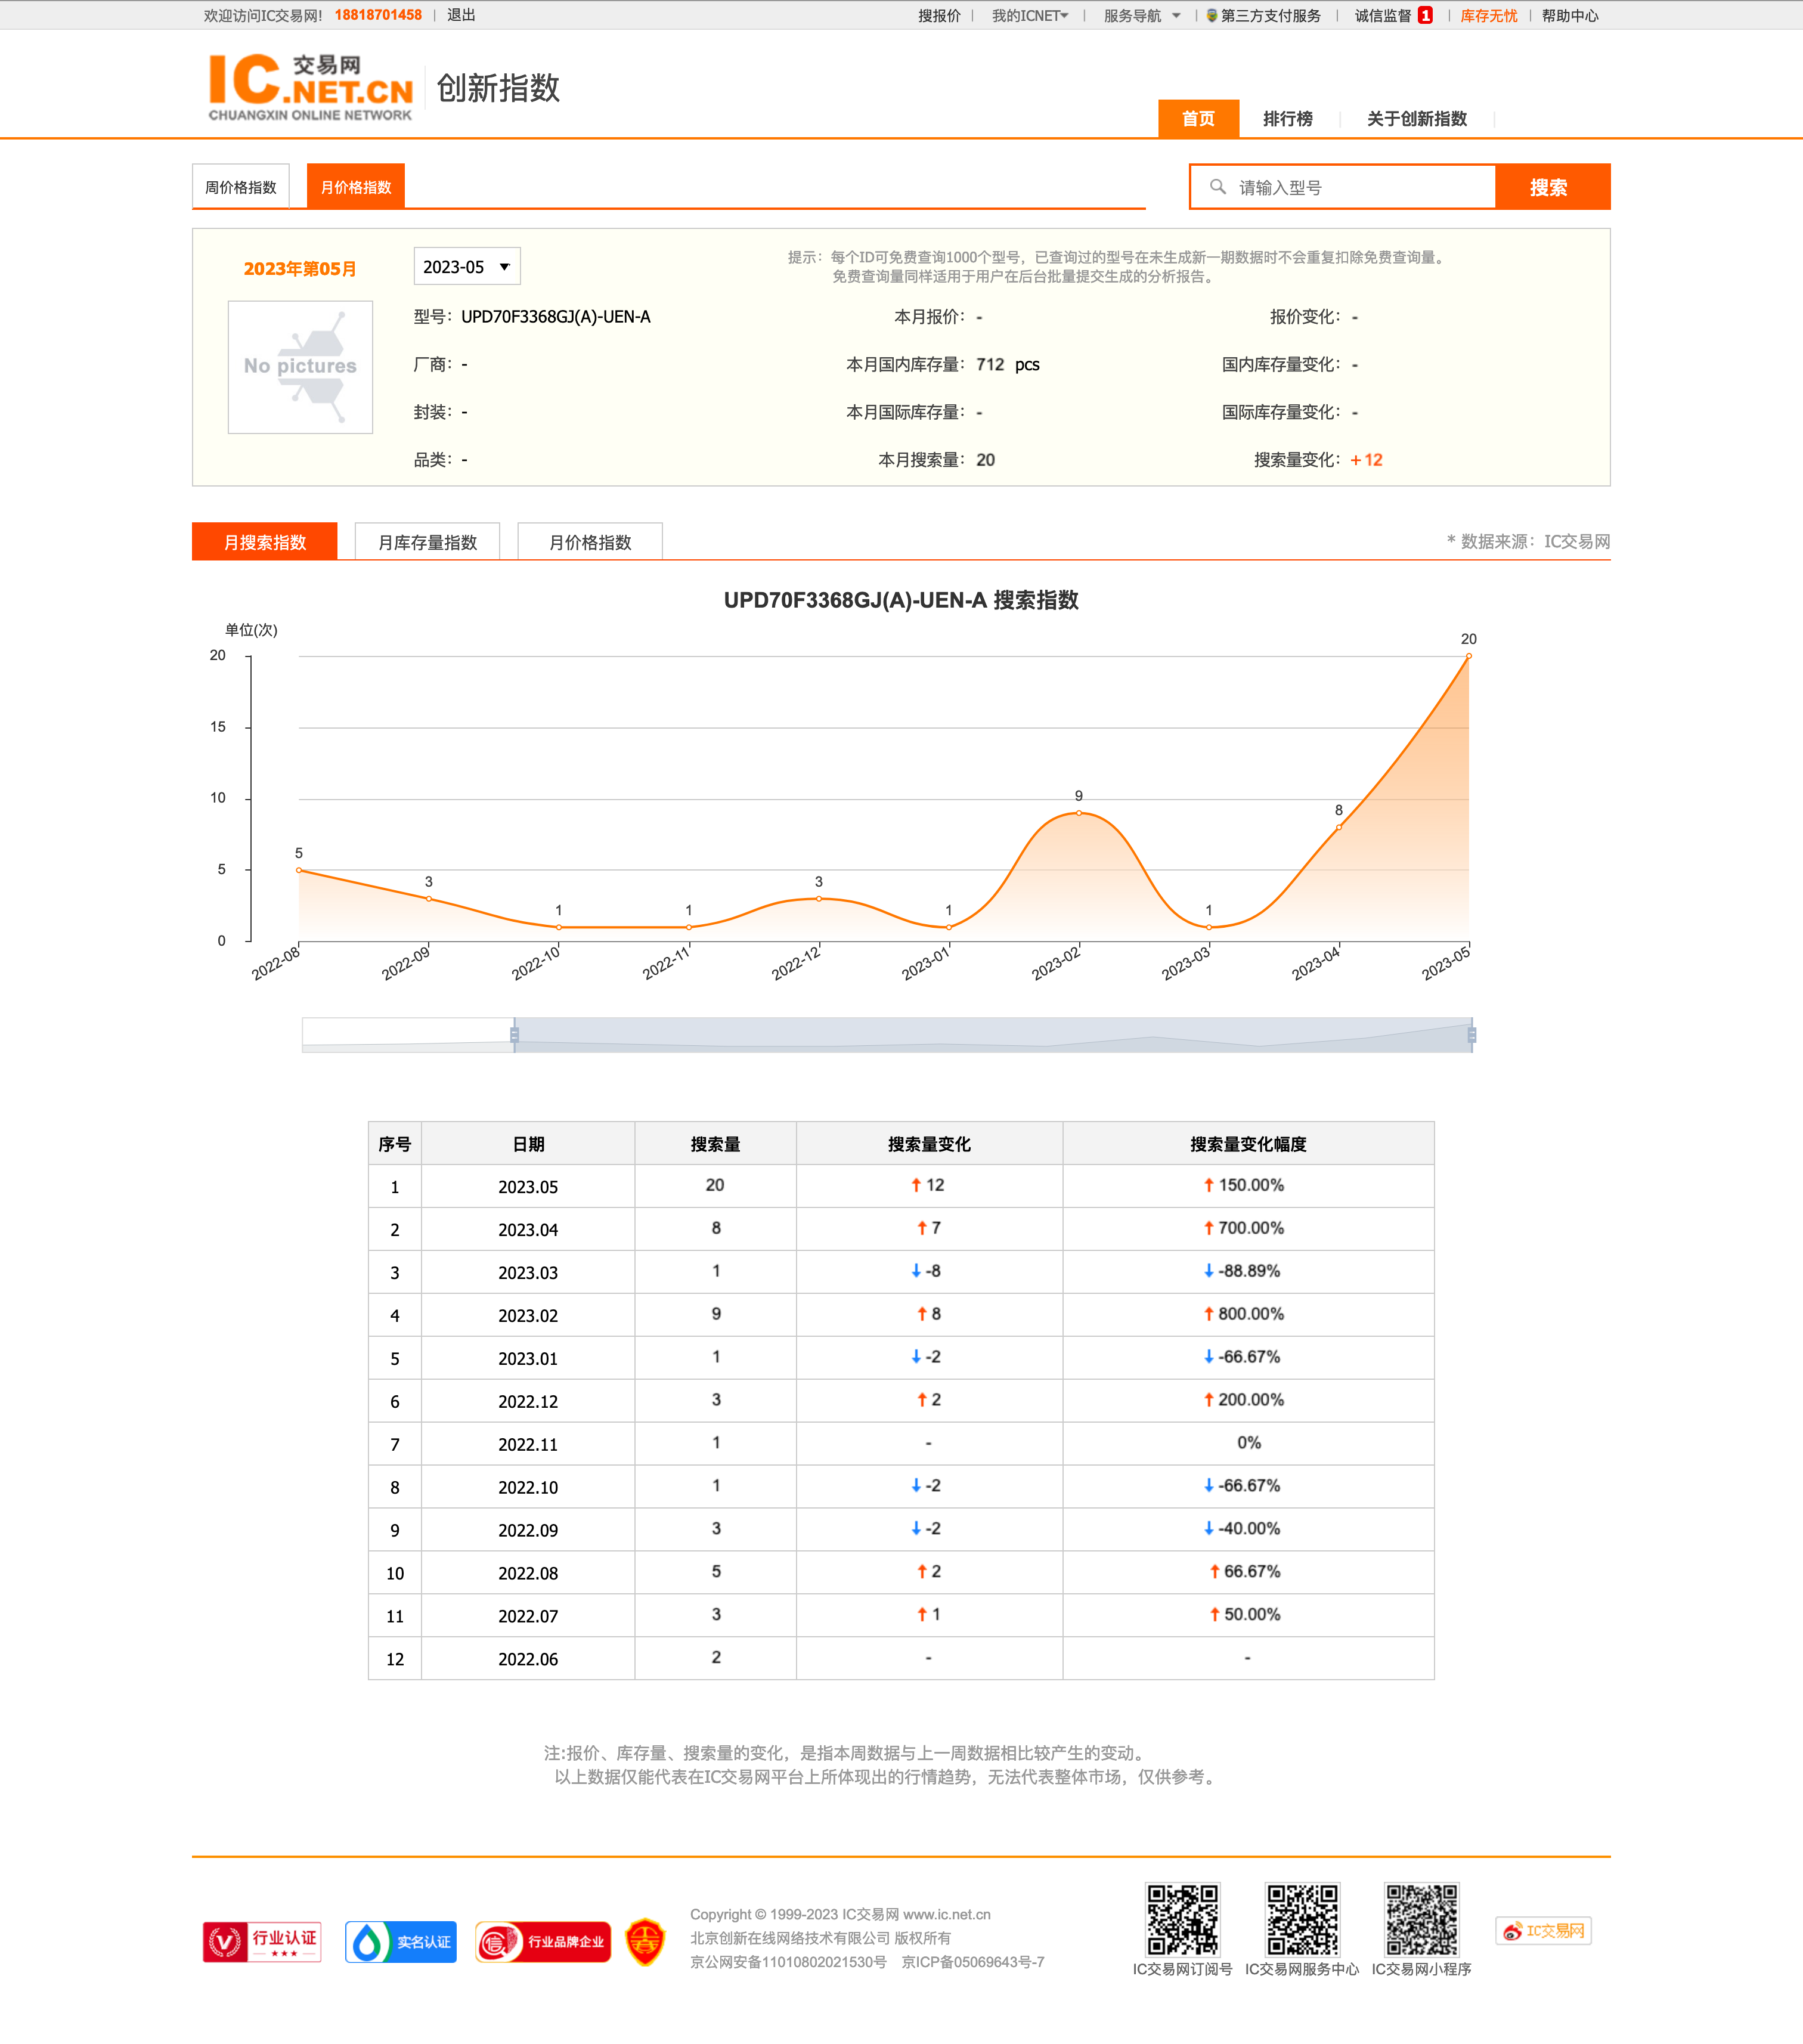 欢迎访问IC交易网! 18818701458 | 退出 搜报价 | 我的ICNET | 服务导航 | 第三方支付服务 | 诚信监督 1 | 库存无忧 | 帮助中心
IC交易网.NET.CN 创新指数
CHUANGXIN ONLINE NETWORK
首页 排行榜 关于创新指数
周价格指数 月价格指数 请输入型号 搜索
2023年第05月 2023-05 提示：每个ID可免费查询1000个型号，已查询过的型号在未生成新一期数据时不会重复扣除免费查询量。
免费查询量同样适用于用户在后台批量提交生成的分析报告。
No pictures
型号：UPD70F3368GJ(A)-UEN-A 本月报价：- 报价变化：-
厂商：- 本月国内库存量：712 pcs 国内库存量变化：-
封装：- 本月国际库存量：- 国际库存量变化：-
品类：- 本月搜索量：20 搜索量变化：+12
月搜索指数 月库存量指数 月价格指数 * 数据来源：IC交易网
UPD70F3368GJ(A)-UEN-A 搜索指数
单位(次)
20
15
10
5
0
5 3 1 1 3 1 9 1 8 20
2022-08 2022-09 2022-10 2022-11 2022-12 2023-01 2023-02 2023-03 2023-04 2023-05
序号 日期 搜索量 搜索量变化 搜索量变化幅度
1 2023.05 20 ↑ 12 ↑ 150.00%
2 2023.04 8 ↑ 7 ↑ 700.00%
3 2023.03 1 ↓ -8 ↓ -88.89%
4 2023.02 9 ↑ 8 ↑ 800.00%
5 2023.01 1 ↓ -2 ↓ -66.67%
6 2022.12 3 ↑ 2 ↑ 200.00%
7 2022.11 1 - 0%
8 2022.10 1 ↓ -2 ↓ -66.67%
9 2022.09 3 ↓ -2 ↓ -40.00%
10 2022.08 5 ↑ 2 ↑ 66.67%
11 2022.07 3 ↑ 1 ↑ 50.00%
12 2022.06 2 - -
注:报价、库存量、搜索量的变化，是指本周数据与上一周数据相比较产生的变动。
以上数据仅能代表在IC交易网平台上所体现出的行情趋势，无法代表整体市场，仅供参考。
行业认证 实名认证 信 行业品牌企业
Copyright © 1999-2023 IC交易网 www.ic.net.cn
北京创新在线网络技术有限公司 版权所有
京公网安备11010802021530号 京ICP备05069643号-7
IC交易网订阅号 IC交易网服务中心 IC交易网小程序
IC交易网